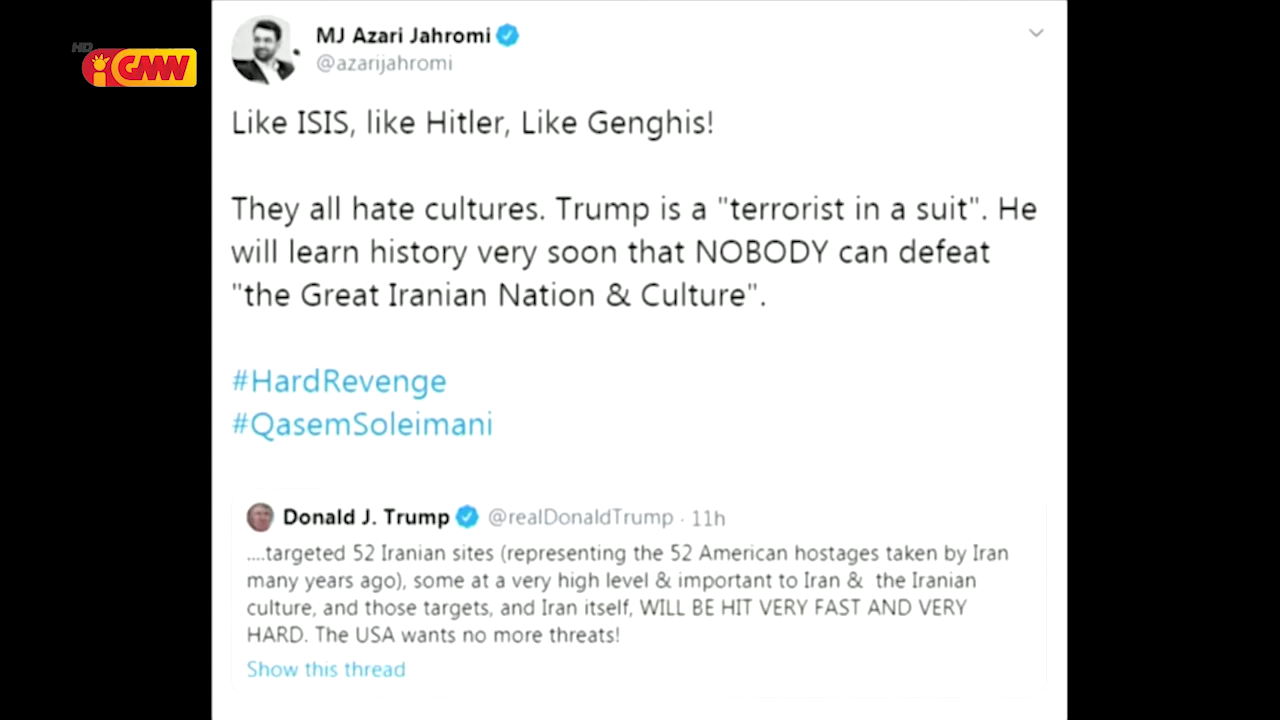 HD
GMW
MJ Azari Jahromi
@azarijahromi
Like ISIS, like Hitler, Like Genghis!
They all hate cultures. Trump is a "terrorist in a suit". He
will learn history very soon that NOBODY can defeat
"the Great Iranian Nation & Culture".
#HardRevenge
#QasemSoleimani
Donald J. Trump @realDonaldTrump · 11h
....targeted 52 Iranian sites (representing the 52 American hostages taken by Iran
many years ago), some at a very high level & important to Iran & the Iranian
culture, and those targets, and Iran itself, WILL BE HIT VERY FAST AND VERY
HARD. The USA wants no more threats!
Show this thread